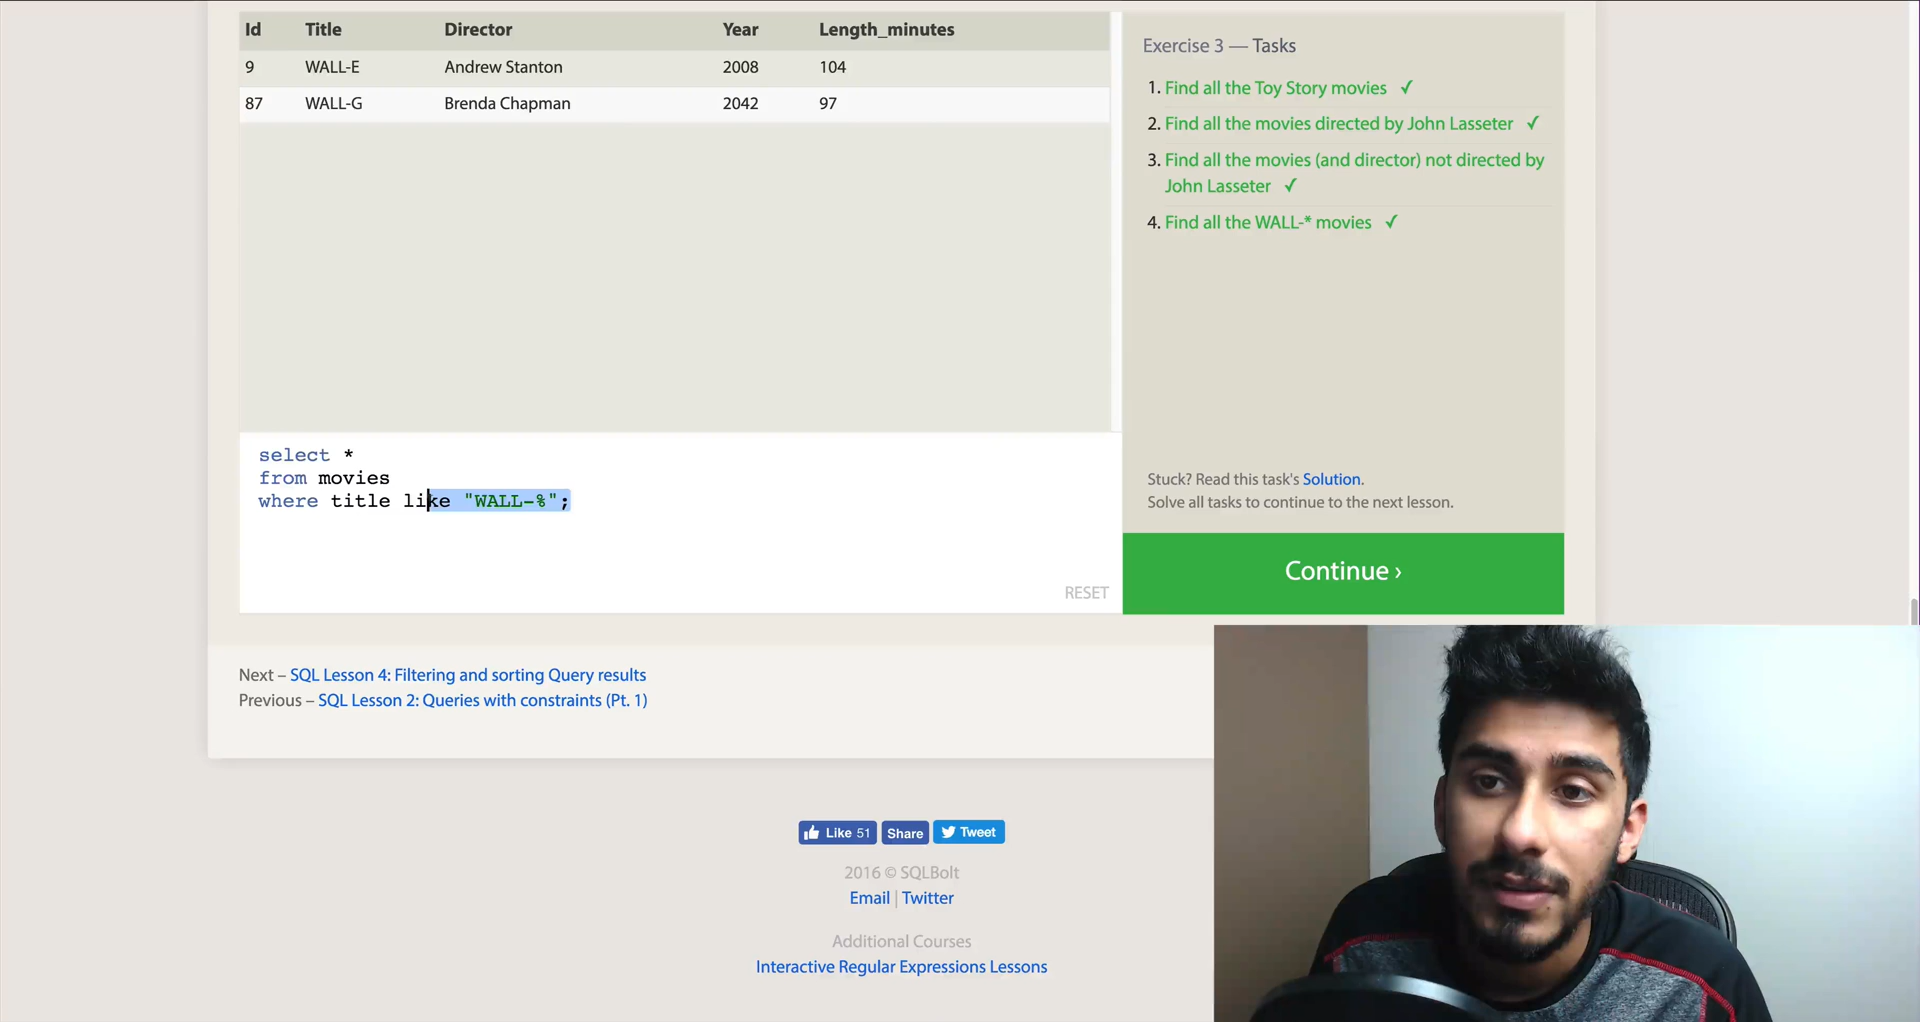 Id Title Director Year Length_minutes
9 WALL-E Andrew Stanton 2008 104
87 WALL-G Brenda Chapman 2042 97
Exercise 3 — Tasks
1. Find all the Toy Story movies ✓
2. Find all the movies directed by John Lasseter ✓
3. Find all the movies (and director) not directed by
John Lasseter ✓
4. Find all the WALL-* movies ✓
select *
from movies
where title like "WALL-%";
RESET
Stuck? Read this task's Solution.
Solve all tasks to continue to the next lesson.
Continue ›
Next – SQL Lesson 4: Filtering and sorting Query results
Previous – SQL Lesson 2: Queries with constraints (Pt. 1)
Like 51 Share Tweet
2016 © SQLBolt
Email | Twitter
Additional Courses
Interactive Regular Expressions Lessons